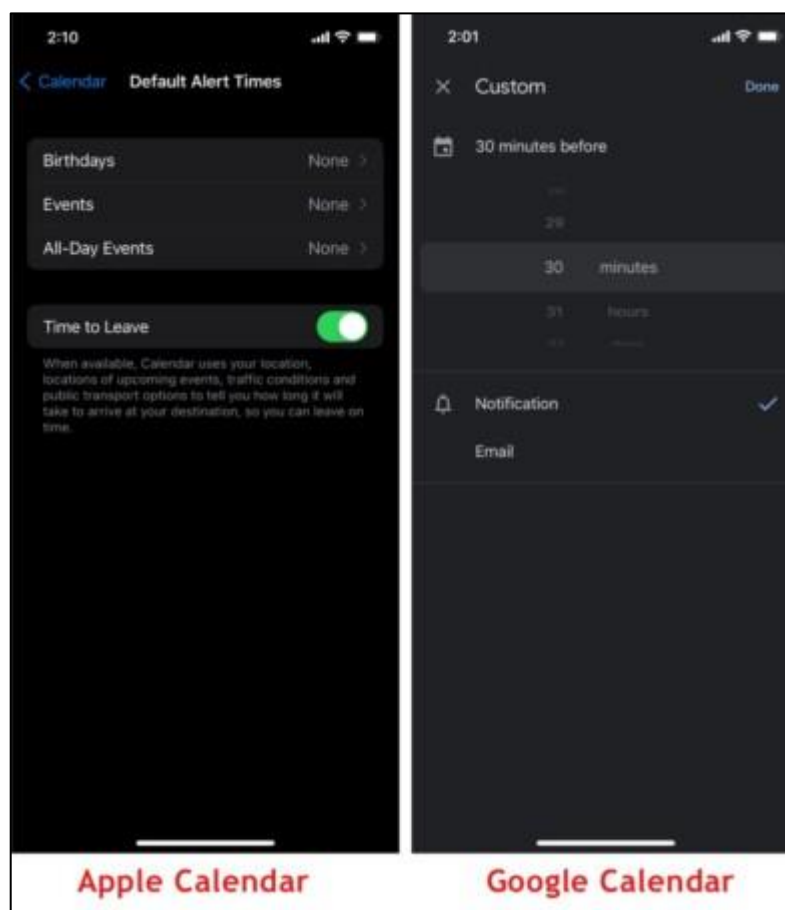 2:10
Calendar Default Alert Times
Birthdays None
Events None
All-Day Events None
Time to Leave
When available, Calendar uses your location,
locations of upcoming events, traffic conditions and
public transport options to tell you how long it will
take to arrive at your destination, so you can leave on
time.
Apple Calendar
2:01
Custom Done
30 minutes before
29
30 minutes
31 hours
Notification
Email
Google Calendar